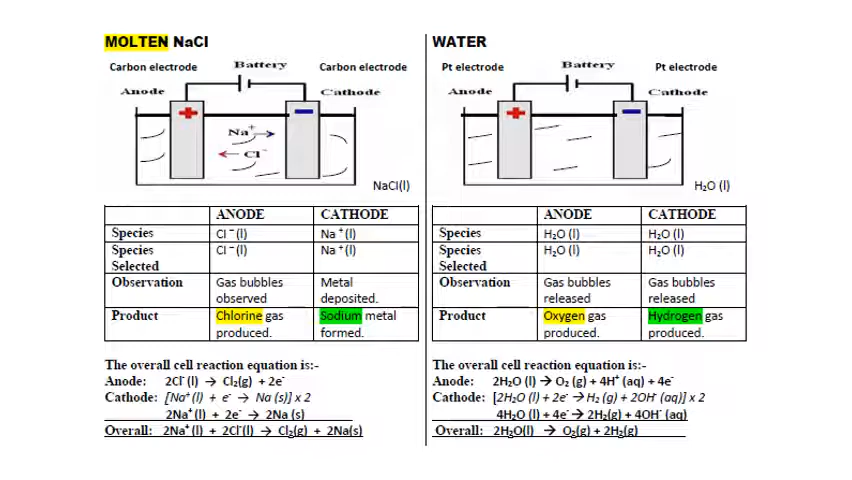 MOLTEN NaCl
Carbon electrode Battery Carbon electrode
Anode Cathode
+ −
Na⁺ →
← Cl⁻
NaCl(l)
ANODE CATHODE
Species Cl⁻(l) Na⁺(l)
Species Selected Cl⁻(l) Na⁺(l)
Observation Gas bubbles observed Metal deposited.
Product Chlorine gas produced. Sodium metal formed.
The overall cell reaction equation is:-
Anode: 2Cl⁻(l) → Cl₂(g) + 2e⁻
Cathode: [Na⁺(l) + e⁻ → Na (s)] x 2
2Na⁺(l) + 2e⁻ → 2Na (s)
Overall: 2Na⁺(l) + 2Cl⁻(l) → Cl₂(g) + 2Na(s)
WATER
Pt electrode Battery Pt electrode
Anode Cathode
+ −
H₂O (l)
ANODE CATHODE
Species H₂O (l) H₂O (l)
Species Selected H₂O (l) H₂O (l)
Observation Gas bubbles released Gas bubbles released
Product Oxygen gas produced. Hydrogen gas produced.
The overall cell reaction equation is:-
Anode: 2H₂O (l) → O₂ (g) + 4H⁺ (aq) + 4e⁻
Cathode: [2H₂O (l) + 2e⁻ → H₂ (g) + 2OH⁻ (aq)] x 2
4H₂O (l) + 4e⁻ → 2H₂(g) + 4OH⁻ (aq)
Overall: 2H₂O(l) → O₂(g) + 2H₂(g)